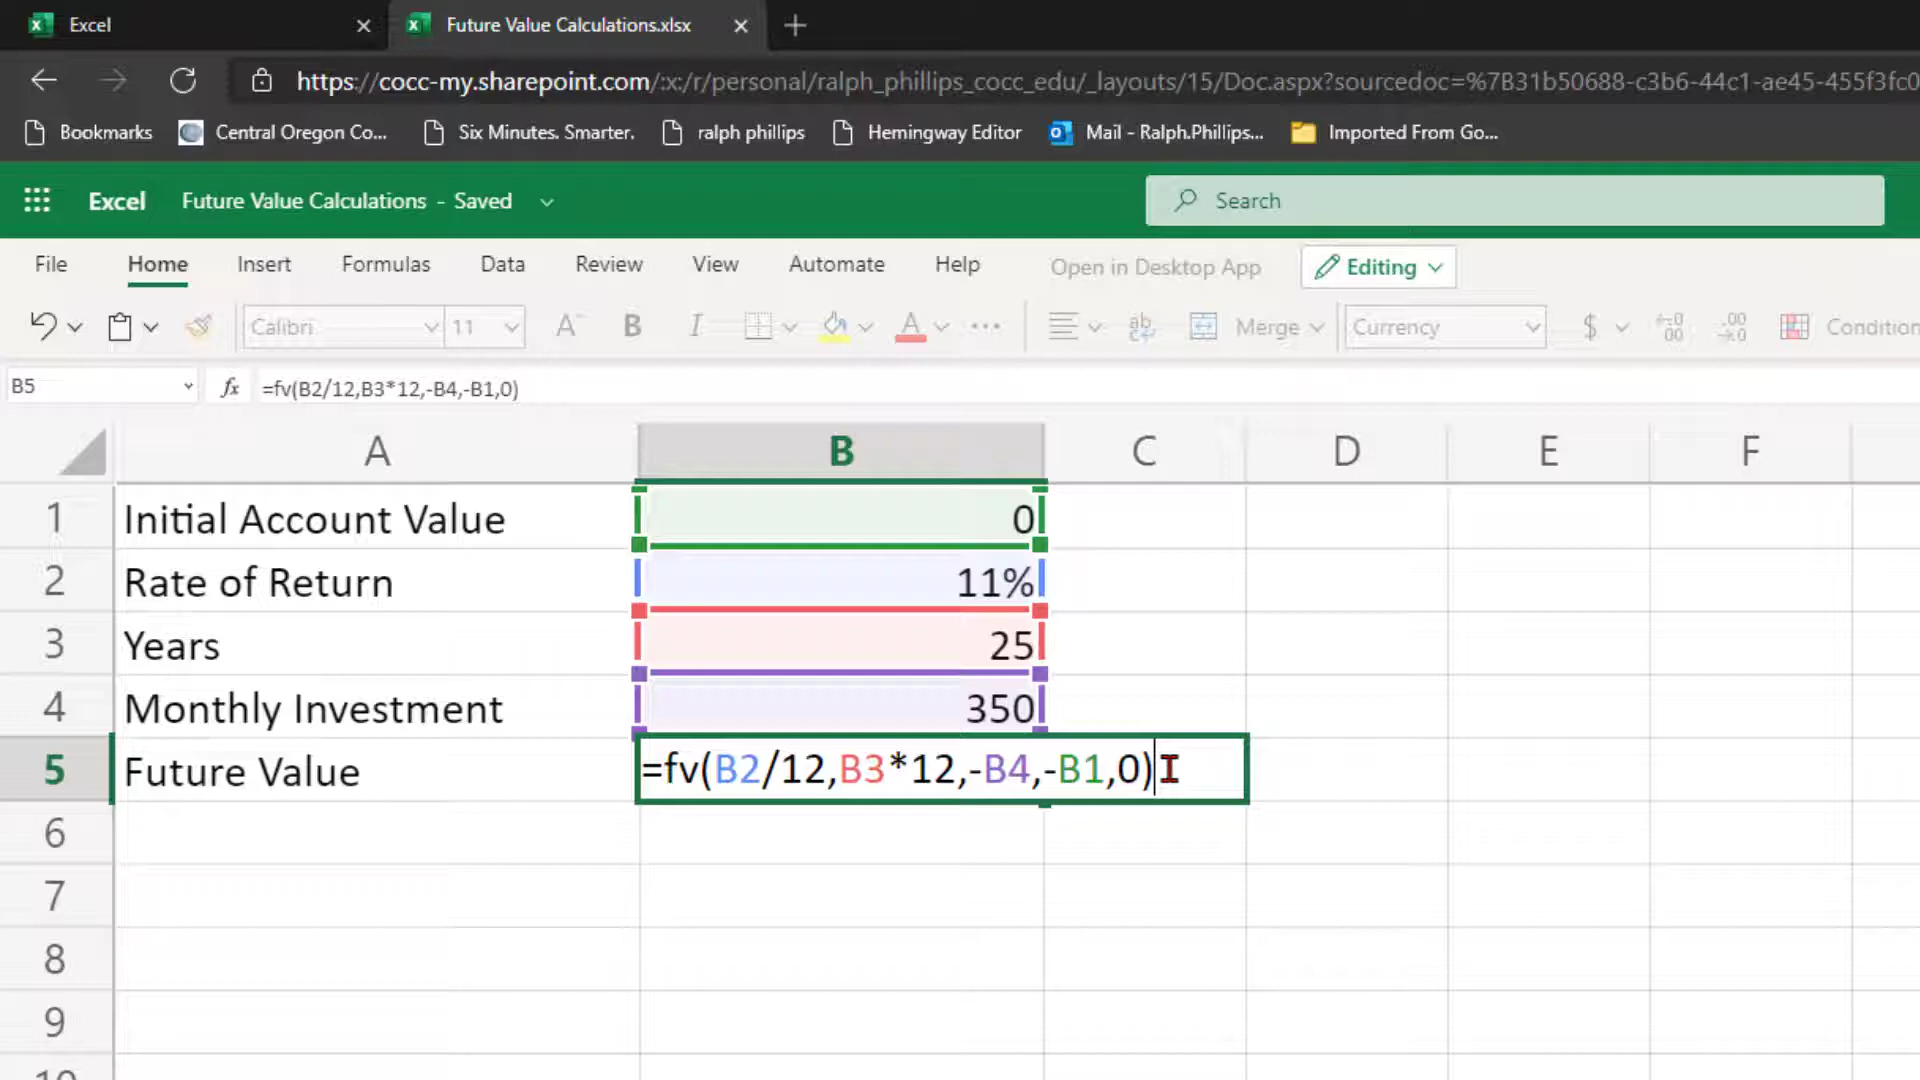 Excel
Future Value Calculations.xlsx
https://cocc-my.sharepoint.com/:x:/r/personal/ralph_phillips_cocc_edu/_layouts/15/Doc.aspx?sourcedoc=%7B31b50688-c3b6-44c1-ae45-455f3fc0
Bookmarks Central Oregon Co... Six Minutes. Smarter. ralph phillips Hemingway Editor Mail - Ralph.Phillips... Imported From Go...
Excel Future Value Calculations - Saved Search
File Home Insert Formulas Data Review View Automate Help Open in Desktop App Editing
Calibri 11 A B I A ab Merge Currency $ Condition
B5 fx =fv(B2/12,B3*12,-B4,-B1,0)
A B C D E F
1 Initial Account Value 0
2 Rate of Return 11%
3 Years 25
4 Monthly Investment 350
5 Future Value =fv(B2/12,B3*12,-B4,-B1,0)
6
7
8
9
10